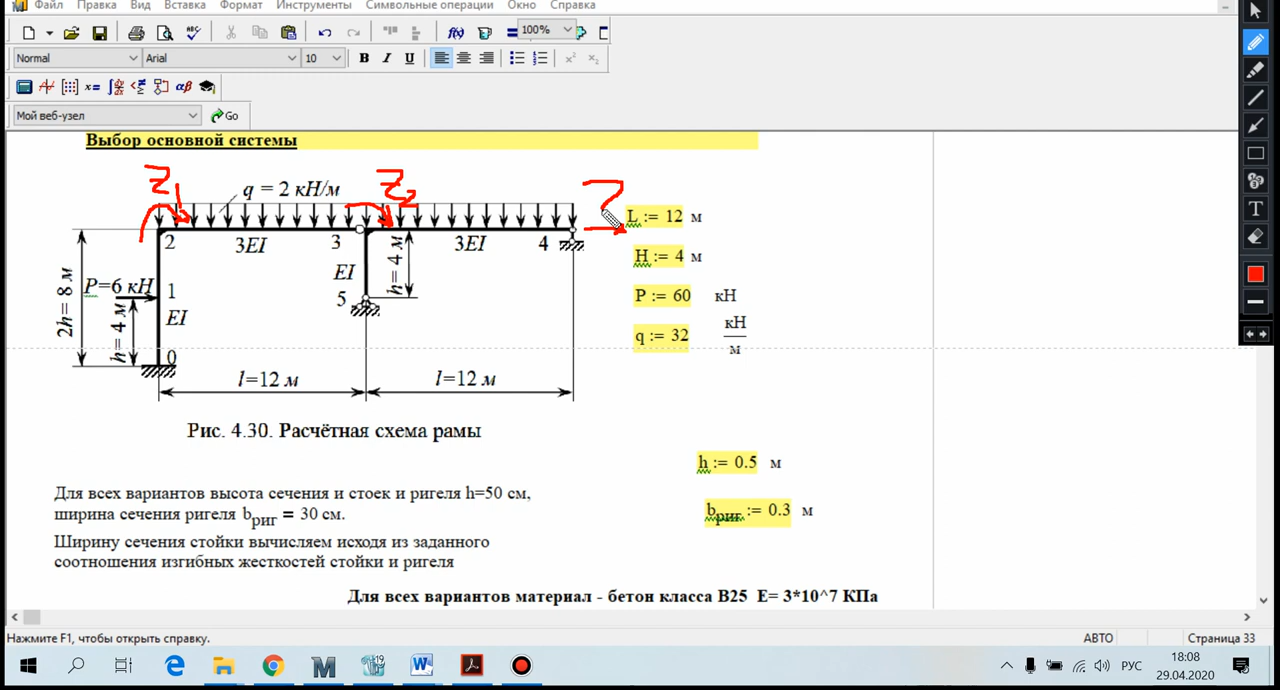 Файл Правка Вид Вставка Формат Инструменты Символьные операции Окно Справка
100%
Normal Arial 10 B I U
Мой веб-узел Go
Выбор основной системы
Z1 Z2 Z
q = 2 кН/м
2 3EI 3 3EI 4
EI
h= 4 м
5
P=6 кН 1
EI
2h= 8 м
h= 4 м
0
l=12 м l=12 м
Рис. 4.30. Расчётная схема рамы
L := 12 м
H := 4 м
P := 60 кН
q := 32 кН/м
h := 0.5 м
bриг := 0.3 м
Для всех вариантов высота сечения и стоек и ригеля h=50 см,
ширина сечения ригеля bриг = 30 см.
Ширину сечения стойки вычисляем исходя из заданного
соотношения изгибных жесткостей стойки и ригеля
Для всех вариантов материал - бетон класса В25 Е= 3*10^7 КПа
Нажмите F1, чтобы открыть справку. АВТО Страница 33
РУС 18:08
29.04.2020